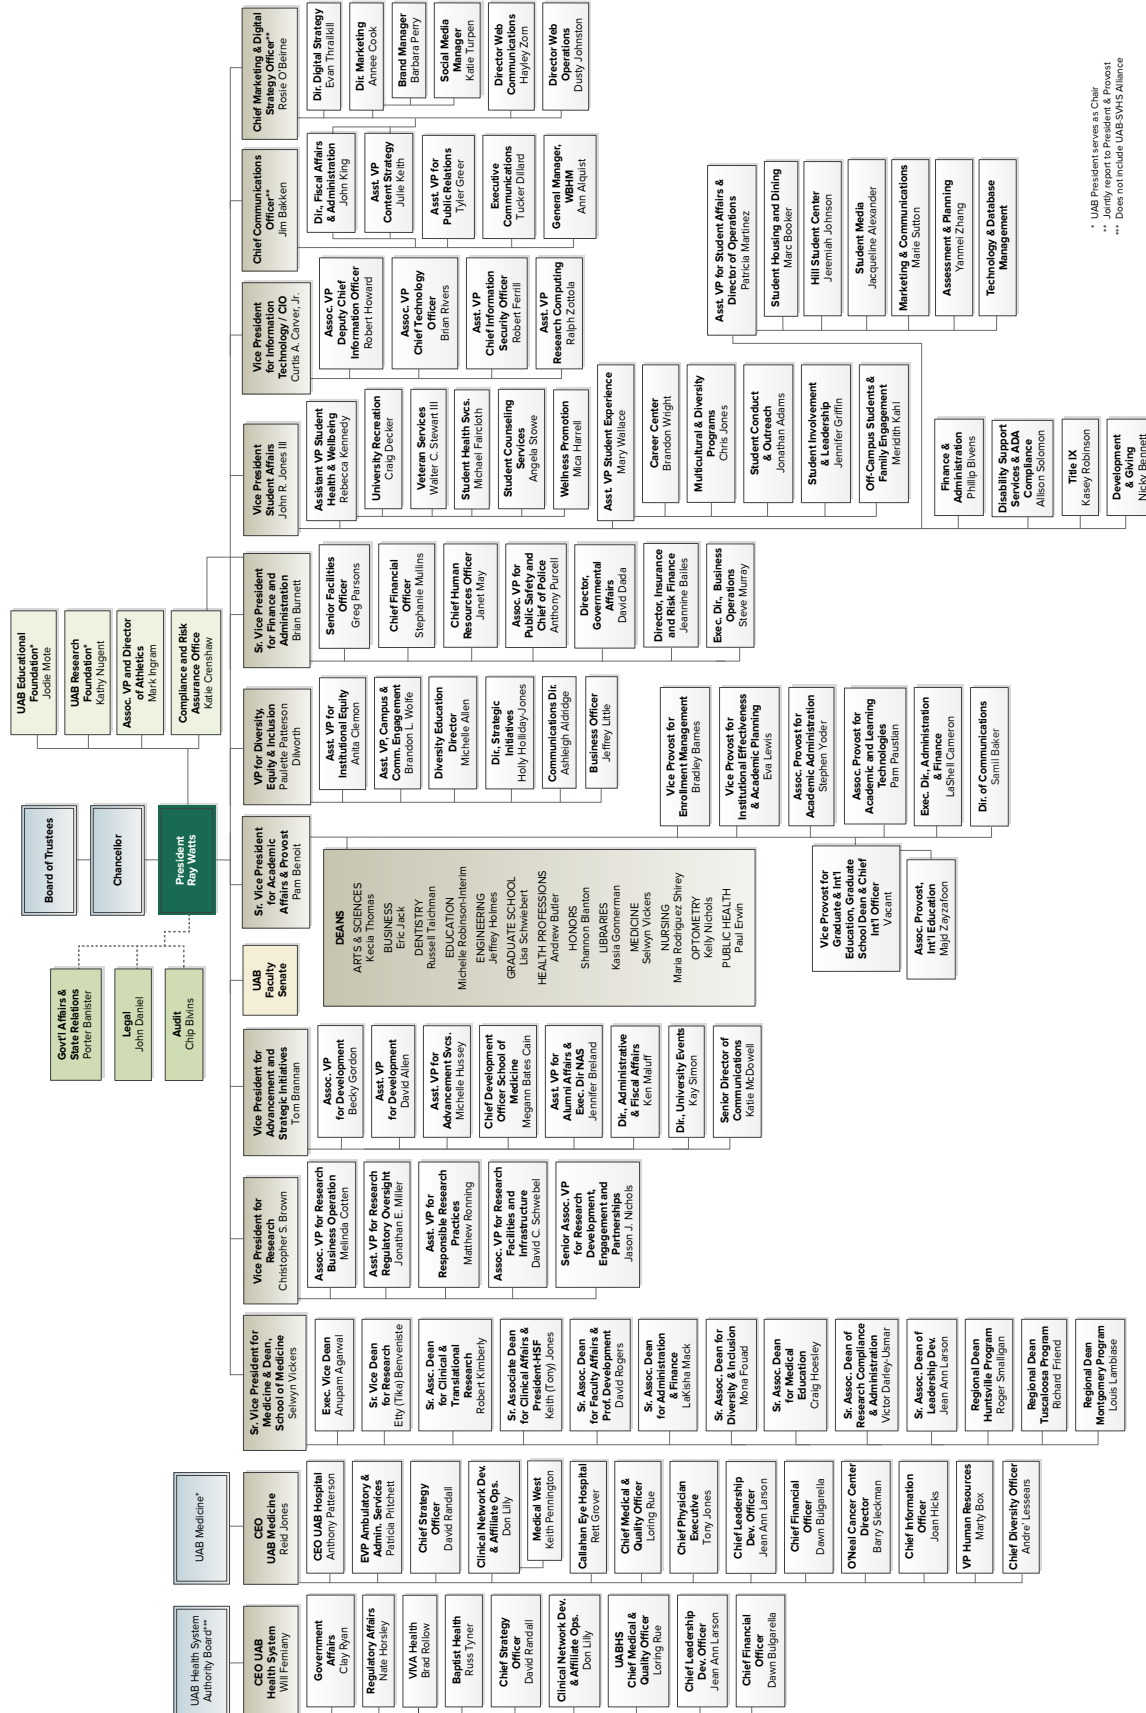 Board of Trustees
Chancellor
President
Ray Watts
Gov't'l Affairs &
State Relations
Porter Banister
Legal
John Daniel
Audit
Chip Bivins
UAB Educational
Foundation*
Jodie Mote
UAB Research
Foundation*
Kathy Nugent
Assoc. VP and Director
of Athletics
Mark Ingram
Compliance and Risk
Assurance Office
Katie Crenshaw
UAB Health System
Authority Board***
CEO UAB
Health System
Will Ferniany
Government
Affairs
Clay Ryan
Regulatory Affairs
Nate Horsley
VIVA Health
Brad Rollow
Baptist Health
Russ Tyner
Chief Strategy
Officer
David Randall
Clinical Network Dev.
& Affiliate Ops.
Don Lilly
UABHS
Chief Medical &
Quality Officer
Loring Rue
Chief Leadership
Dev. Officer
Jean Ann Larson
Chief Financial
Officer
Dawn Bulgarella
UAB Medicine*
CEO
UAB Medicine
Reid Jones
CEO UAB Hospital
Anthony Patterson
EVP Ambulatory &
Admin. Services
Patricia Pritchett
Chief Strategy
Officer
David Randall
Clinical Network Dev.
& Affiliate Ops.
Don Lilly
Medical West
Keith Pennington
Callahan Eye Hospital
Rett Grover
Chief Medical &
Quality Officer
Loring Rue
Chief Physician
Executive
Tony Jones
Chief Leadership
Dev. Officer
Jean Ann Larson
Chief Financial
Officer
Dawn Bulgarella
O'Neal Cancer Center
Director
Barry Sleckman
Chief Information
Officer
Joan Hicks
VP Human Resources
Marty Box
Chief Diversity Officer
Andre' Lessears
Sr. Vice President for
Medicine & Dean,
School of Medicine
Selwyn Vickers
Exec. Vice Dean
Anupam Agarwal
Sr. Vice Dean
for Research
Etty (Tika) Benveniste
Sr. Assc. Dean
for Clinical &
Translational
Research
Robert Kimberly
Sr. Associate Dean
for Clinical Affairs &
President-HSF
Keith (Tony) Jones
Sr. Assoc. Dean
for Faculty Affairs &
Prof. Development
David Rogers
Sr. Assoc. Dean
for Administration
& Finance
LaKisha Mack
Sr. Assoc. Dean for
Diversity & Inclusion
Mona Fouad
Sr. Assoc. Dean
for Medical
Education
Craig Hoesley
Sr. Assoc. Dean of
Research Compliance
& Administration
Victor Darley-Usmar
Sr. Assoc. Dean of
Leadership Dev.
Jean Ann Larson
Regional Dean
Huntsville Program
Roger Smalligan
Regional Dean
Tuscaloosa Program
Richard Friend
Regional Dean
Montgomery Program
Louis Lambiase
Vice President for
Research
Christopher S. Brown
Assoc. VP for Research
Business Operation
Melinda Cotten
Asst. VP for Research
Regulatory Oversight
Jonathan E. Miller
Asst. VP for
Responsible Research
Practices
Matthew Ronning
Assoc. VP for Research
Facilities and
Infrastructure
David C. Schwebel
Senior Assoc. VP
for Research
Development,
Engagement and
Partnerships
Jason J. Nichols
Vice President for
Advancement and
Strategic Initiatives
Tom Brannan
Assoc. VP
for Development
Becky Gordon
Asst. VP
for Development
David Allen
Asst. VP for
Advancement Svcs.
Michelle Hussey
Chief Development
Officer School of
Medicine
Megann Bates Cain
Asst. VP for
Alumni Affairs &
Exec. Dir NAS
Jennifer Breland
Dir., Administrative
& Fiscal Affairs
Ken Maluff
Dir., University Events
Kay Simon
Senior Director of
Communications
Katie McDowell
UAB
Faculty
Senate
Sr. Vice President
for Academic
Affairs & Provost
Pam Benoit
DEANS
ARTS & SCIENCES
Kecia Thomas
BUSINESS
Eric Jack
DENTISTRY
Russell Taichman
EDUCATION
Michelle Robinson-Interim
ENGINEERING
Jeffrey Holmes
GRADUATE SCHOOL
Lisa Schwiebert
HEALTH PROFESSIONS
Andrew Butler
HONORS
Shannon Blanton
LIBRARIES
Kasia Gonnerman
MEDICINE
Selwyn Vickers
NURSING
Maria Rodriguez Shirey
OPTOMETRY
Kelly Nichols
PUBLIC HEALTH
Paul Erwin
Vice Provost for
Enrollment Management
Bradley Barnes
Vice Provost for
Institutional Effectiveness
& Academic Planning
Eva Lewis
Assoc. Provost for
Academic Administration
Stephen Yoder
Assoc. Provost for
Academic and Learning
Technologies
Pam Paustian
Exec. Dir., Administration
& Finance
LaShell Cameron
Dir. of Communications
Samil Baker
Vice Provost for
Graduate & Int'l
Education, Graduate
School Dean & Chief
Int'l Officer
Vacant
Assoc. Provost,
Int'l Education
Majd Zayzafoon
VP for Diversity,
Equity & Inclusion
Paulette Patterson
Dilworth
Asst. VP for
Institutional Equity
Anita Clemon
Asst. VP, Campus &
Comm. Engagement
Brandon L. Wolfe
Diversity Education
Director
Michelle Allen
Dir., Strategic
Initiatives
Holly Holliday-Jones
Communications Dir.
Ashleigh Aldridge
Business Officer
Jeffrey Little
Sr. Vice President
for Finance and
Administration
Brian Burnett
Senior Facilities
Officer
Greg Parsons
Chief Financial
Officer
Stephanie Mullins
Chief Human
Resources Officer
Janet May
Assoc. VP for
Public Safety and
Chief of Police
Anthony Purcell
Director,
Governmental
Affairs
David Dada
Director, Insurance
and Risk Finance
Jeannine Bailes
Exec. Dir., Business
Operations
Steve Murray
Vice President
Student Affairs
John R. Jones III
Assistant VP Student
Health & Wellbeing
Rebecca Kennedy
University Recreation
Craig Decker
Veteran Services
Walter C. Stewart III
Student Health Svcs.
Michael Faircloth
Student Counseling
Services
Angela Stowe
Wellness Promotion
Mica Harrell
Asst. VP Student Experience
Mary Wallace
Career Center
Brandon Wright
Multicultural & Diversity
Programs
Chris Jones
Student Conduct
& Outreach
Jonathan Adams
Student Involvement
& Leadership
Jennifer Griffin
Off-Campus Students &
Family Engagement
Meridith Kahl
Asst. VP for Student Affairs &
Director of Operations
Patricia Martinez
Student Housing and Dining
Marc Booker
Hill Student Center
Jeremiah Johnson
Student Media
Jacqueline Alexander
Marketing & Communications
Marie Sutton
Assessment & Planning
Yanmei Zhang
Technology & Database
Management
Finance &
Administration
Phillip Bivens
Disability Support
Services & ADA
Compliance
Allison Solomon
Title IX
Kasey Robinson
Development
& Giving
Nicky Bennett
Vice President
for Information
Technology / CIO
Curtis A. Carver, Jr.
Assoc. VP
Deputy Chief
Information Officer
Robert Howard
Assoc. VP
Chief Technology
Officer
Brian Rivers
Asst. VP
Chief Information
Security Officer
Robert Ferrill
Asst. VP
Research Computing
Ralph Zottola
Chief Communications
Officer**
Jim Bakken
Dir., Fiscal Affairs
& Administration
John King
Asst. VP
Content Strategy
Julie Keith
Asst. VP for
Public Relations
Tyler Greer
Executive
Communications
Tucker Dillard
General Manager,
WBHM
Ann Alquist
Chief Marketing & Digital
Strategy Officer**
Rosie O'Beirne
Dir. Digital Strategy
Evan Thrailkill
Dir. Marketing
Annee Cook
Brand Manager
Barbara Perry
Social Media
Manager
Katie Turpen
Director Web
Communications
Hayley Zorn
Director Web
Operations
Dusty Johnston
* UAB President serves as Chair
** Jointly report to President & Provost
*** Does not include UAB-SVHS Alliance